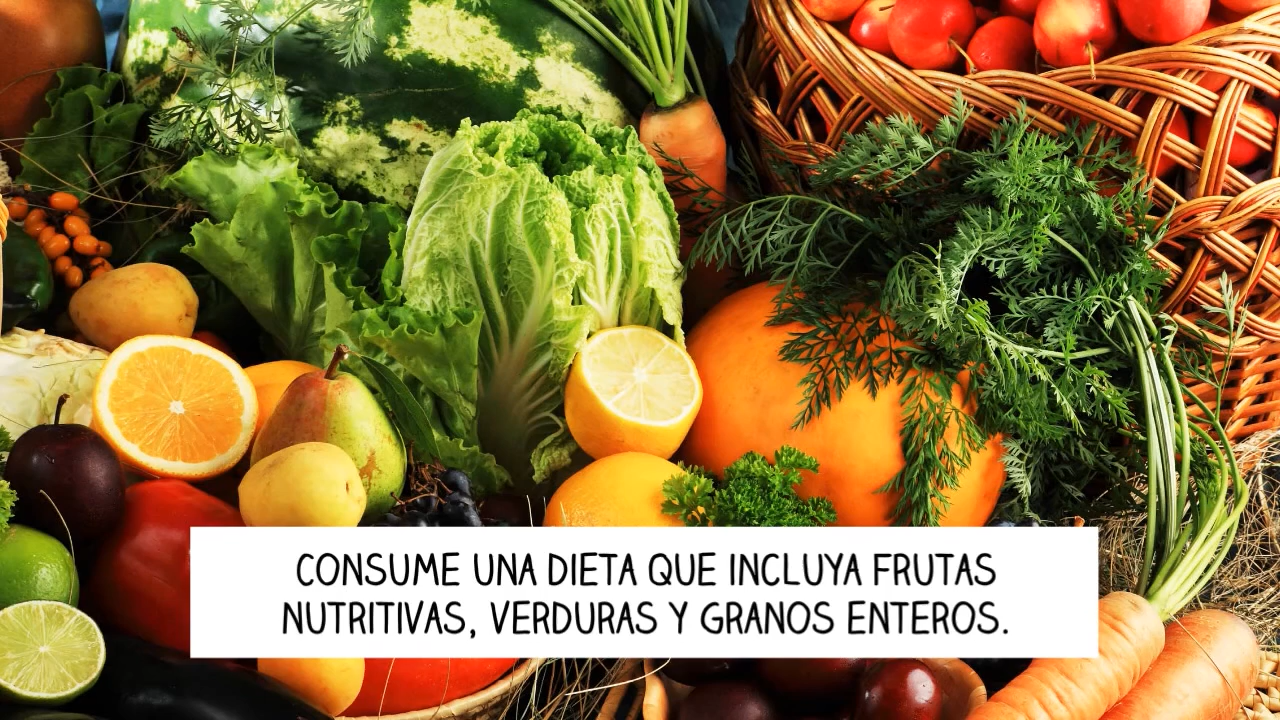 CONSUME UNA DIETA QUE INCLUYA FRUTAS
NUTRITIVAS, VERDURAS Y GRANOS ENTEROS.